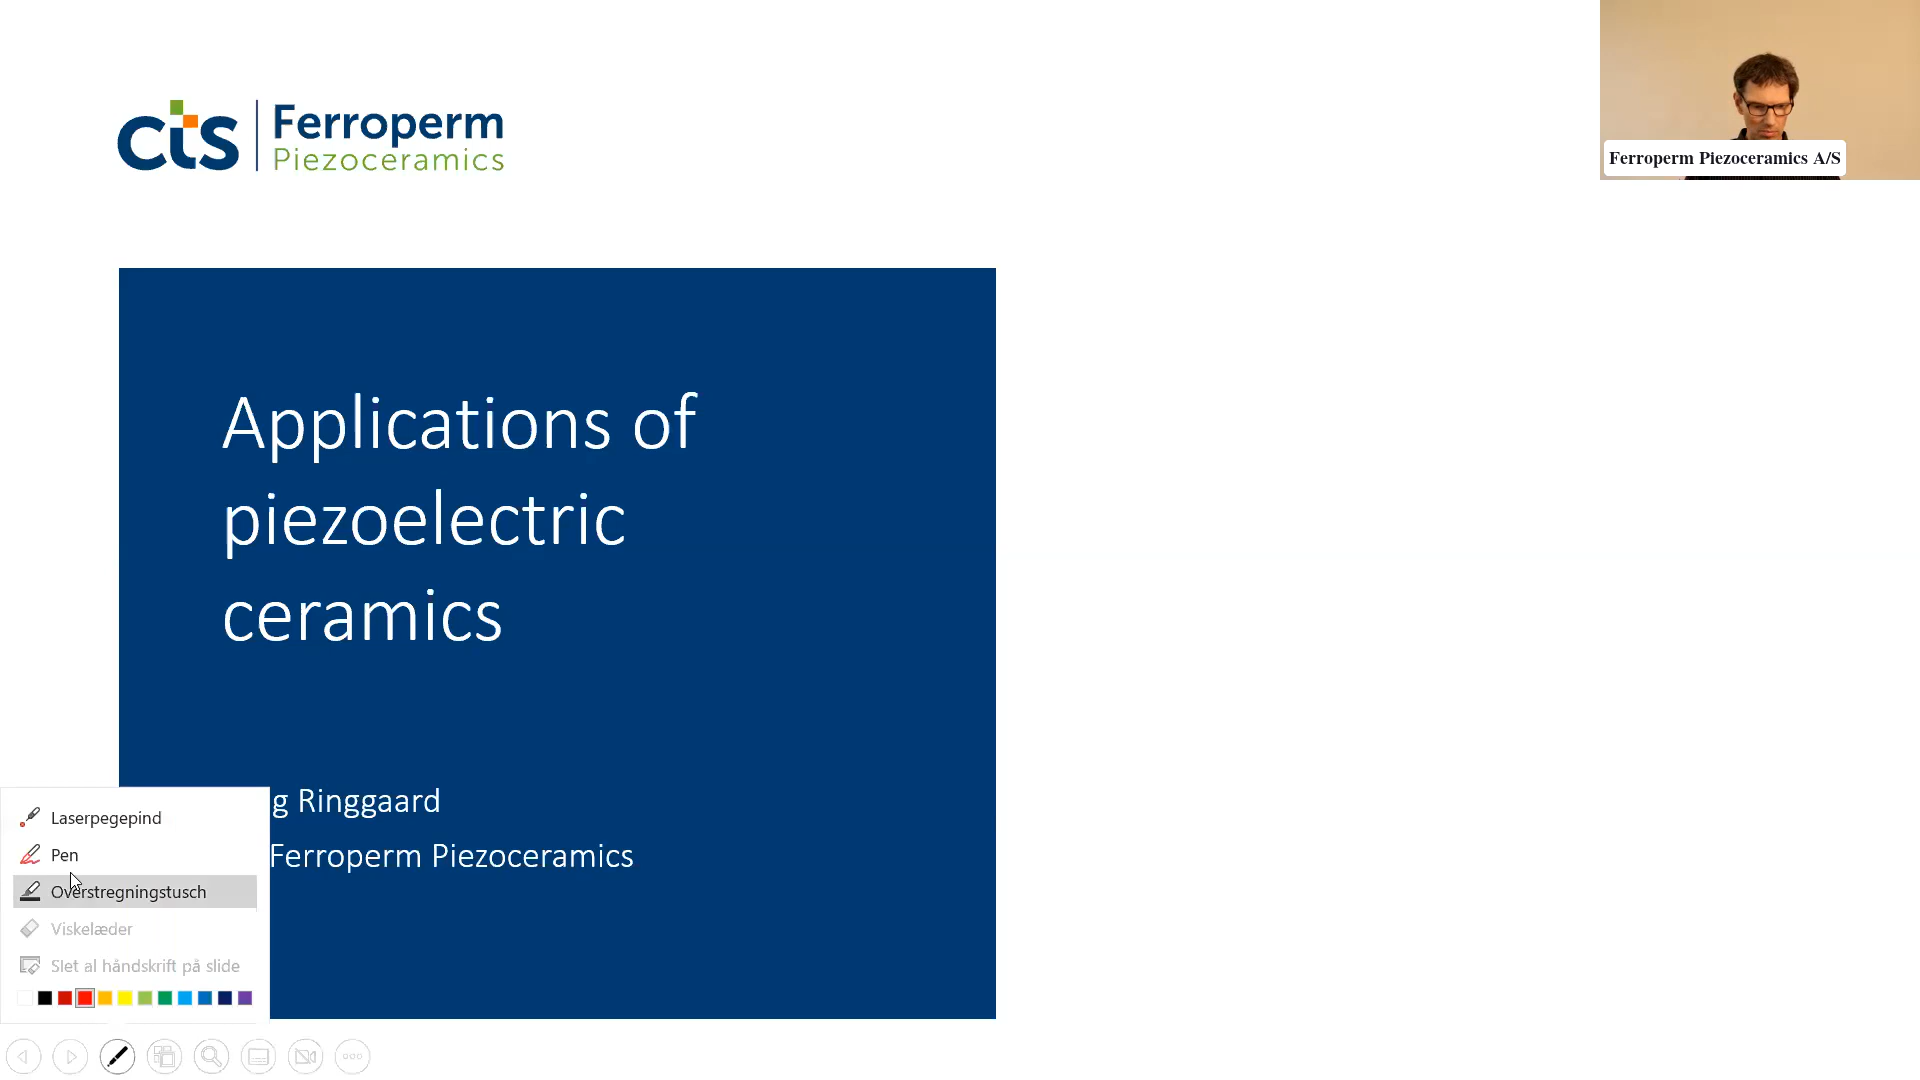 cts Ferroperm
Piezoceramics
Ferroperm Piezoceramics A/S
Applications of
piezoelectric
ceramics
g Ringgaard
Ferroperm Piezoceramics
Laserpegepind
Pen
Overstregningstusch
Viskelæder
Slet al håndskrift på slide